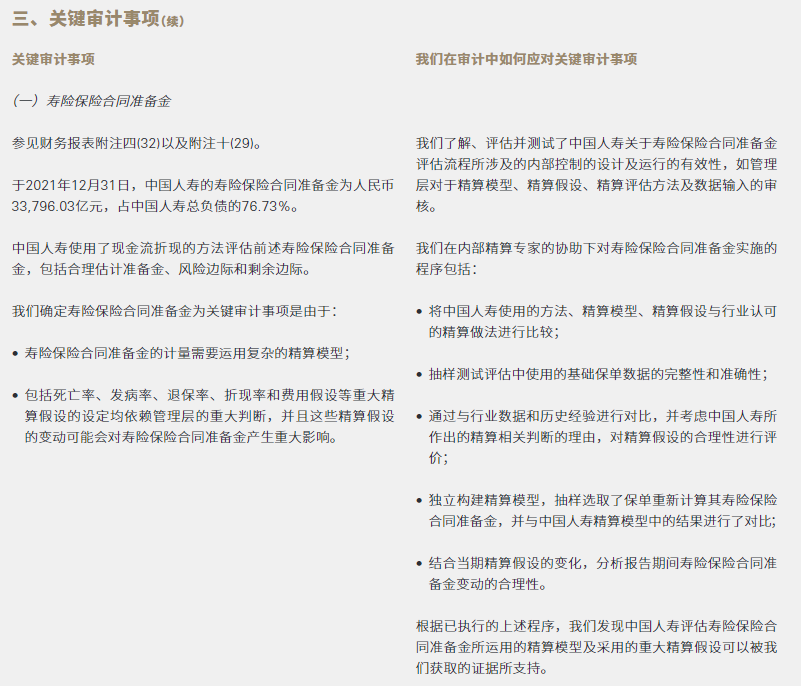 三、关键审计事项(续)
关键审计事项
(一)寿险保险合同准备金
参见财务报表附注四(32)以及附注十(29)。
于2021年12月31日，中国人寿的寿险保险合同准备金为人民币
33,796.03亿元，占中国人寿总负债的76.73%。
中国人寿使用了现金流折现的方法评估前述寿险保险合同准备
金，包括合理估计准备金、风险边际和剩余边际。
我们确定寿险保险合同准备金为关键审计事项是由于：
• 寿险保险合同准备金的计量需要运用复杂的精算模型；
• 包括死亡率、发病率、退保率、折现率和费用假设等重大精
算假设的设定均依赖管理层的重大判断，并且这些精算假设
的变动可能会对寿险保险合同准备金产生重大影响。
我们在审计中如何应对关键审计事项
我们了解、评估并测试了中国人寿关于寿险保险合同准备金
评估流程所涉及的内部控制的设计及运行的有效性，如管理
层对于精算模型、精算假设、精算评估方法及数据输入的审
核。
我们在内部精算专家的协助下对寿险保险合同准备金实施的
程序包括：
• 将中国人寿使用的方法、精算模型、精算假设与行业认可
的精算做法进行比较；
• 抽样测试评估中使用的基础保单数据的完整性和准确性；
• 通过与行业数据和历史经验进行对比，并考虑中国人寿所
作出的精算相关判断的理由，对精算假设的合理性进行评
价；
• 独立构建精算模型，抽样选取了保单重新计算其寿险保险
合同准备金，并与中国人寿精算模型中的结果进行了对比；
• 结合当期精算假设的变化，分析报告期间寿险保险合同准
备金变动的合理性。
根据已执行的上述程序，我们发现中国人寿评估寿险保险合
同准备金所运用的精算模型及采用的重大精算假设可以被我
们获取的证据所支持。